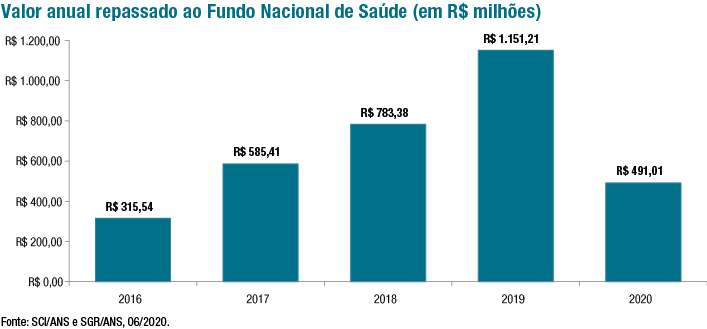 Valor anual repassado ao Fundo Nacional de Saúde (em R$ milhões)
R$ 1.200,00
R$ 1.000,00
R$ 800,00
R$ 600,00
R$ 400,00
R$ 200,00
R$ 0,00
R$ 315,54
R$ 585,41
R$ 783,38
R$ 1.151,21
R$ 491,01
2016
2017
2018
2019
2020
Fonte: SCI/ANS e SGR/ANS, 06/2020.